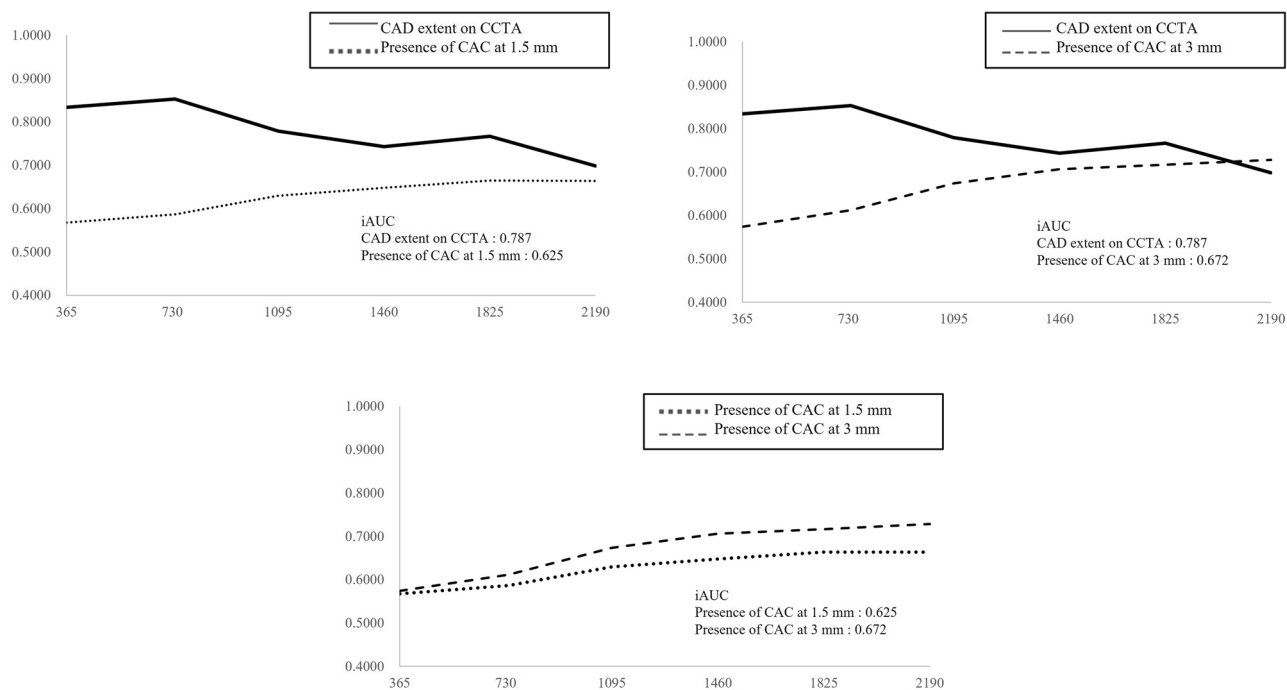 CAD extent on CCTA
Presence of CAC at 1.5 mm
1.0000
0.9000
0.8000
0.7000
0.6000
0.5000
0.4000
iAUC
CAD extent on CCTA : 0.787
Presence of CAC at 1.5 mm : 0.625
365 730 1095 1460 1825 2190
CAD extent on CCTA
Presence of CAC at 3 mm
1.0000
0.9000
0.8000
0.7000
0.6000
0.5000
0.4000
iAUC
CAD extent on CCTA : 0.787
Presence of CAC at 3 mm : 0.672
365 730 1095 1460 1825 2190
Presence of CAC at 1.5 mm
Presence of CAC at 3 mm
1.0000
0.9000
0.8000
0.7000
0.6000
0.5000
0.4000
iAUC
Presence of CAC at 1.5 mm : 0.625
Presence of CAC at 3 mm : 0.672
365 730 1095 1460 1825 2190